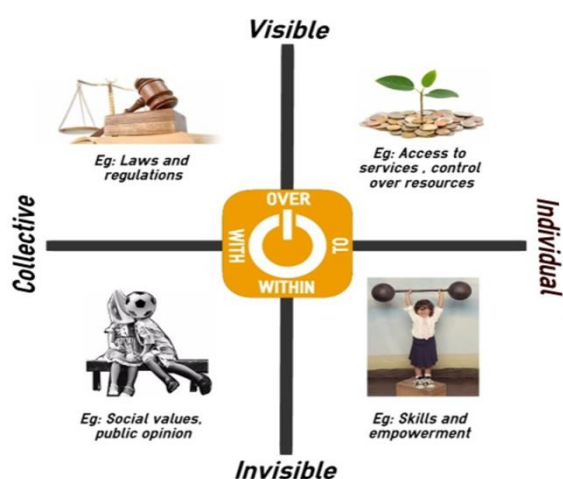 Visible
Eg: Laws and
regulations
Eg: Access to
services , control
over resources
Collective
OVER
WITH
TO
WITHIN
Individual
Eg: Social values,
public opinion
Eg: Skills and
empowerment
Invisible